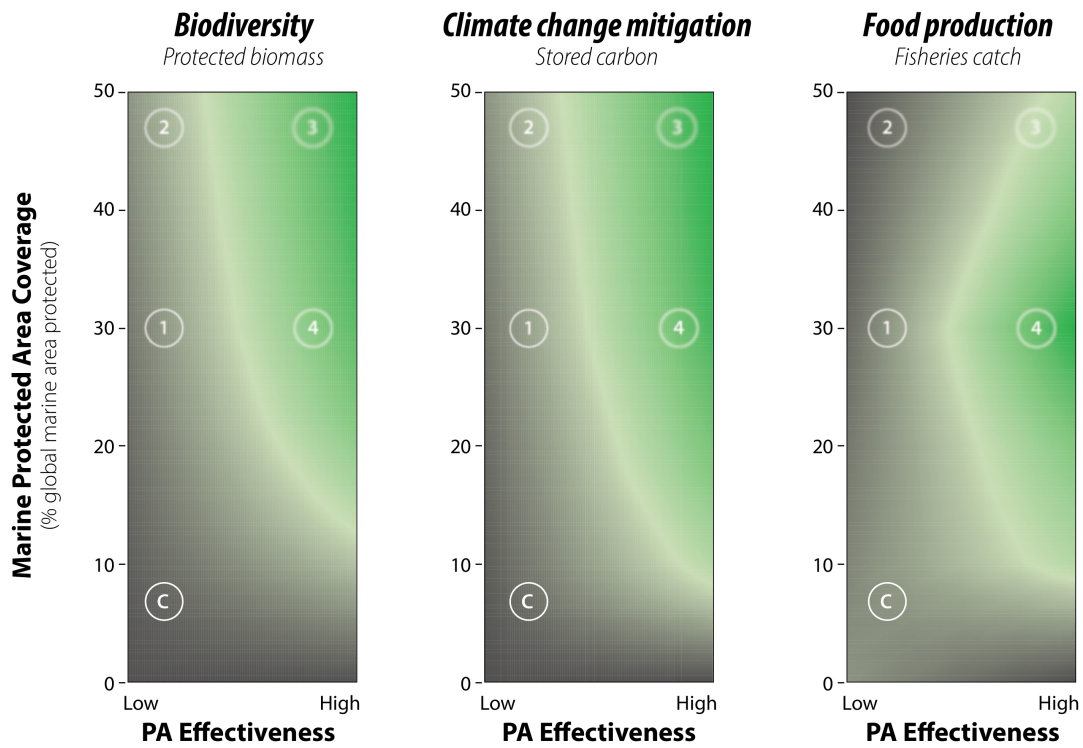 Biodiversity
Protected biomass
Climate change mitigation
Stored carbon
Food production
Fisheries catch
Marine Protected Area Coverage
(% global marine area protected)
50
40
30
20
10
0
2
3
1
4
C
Low
High
PA Effectiveness
50
40
30
20
10
0
2
3
1
4
C
Low
High
PA Effectiveness
50
40
30
20
10
0
2
3
1
4
C
Low
High
PA Effectiveness